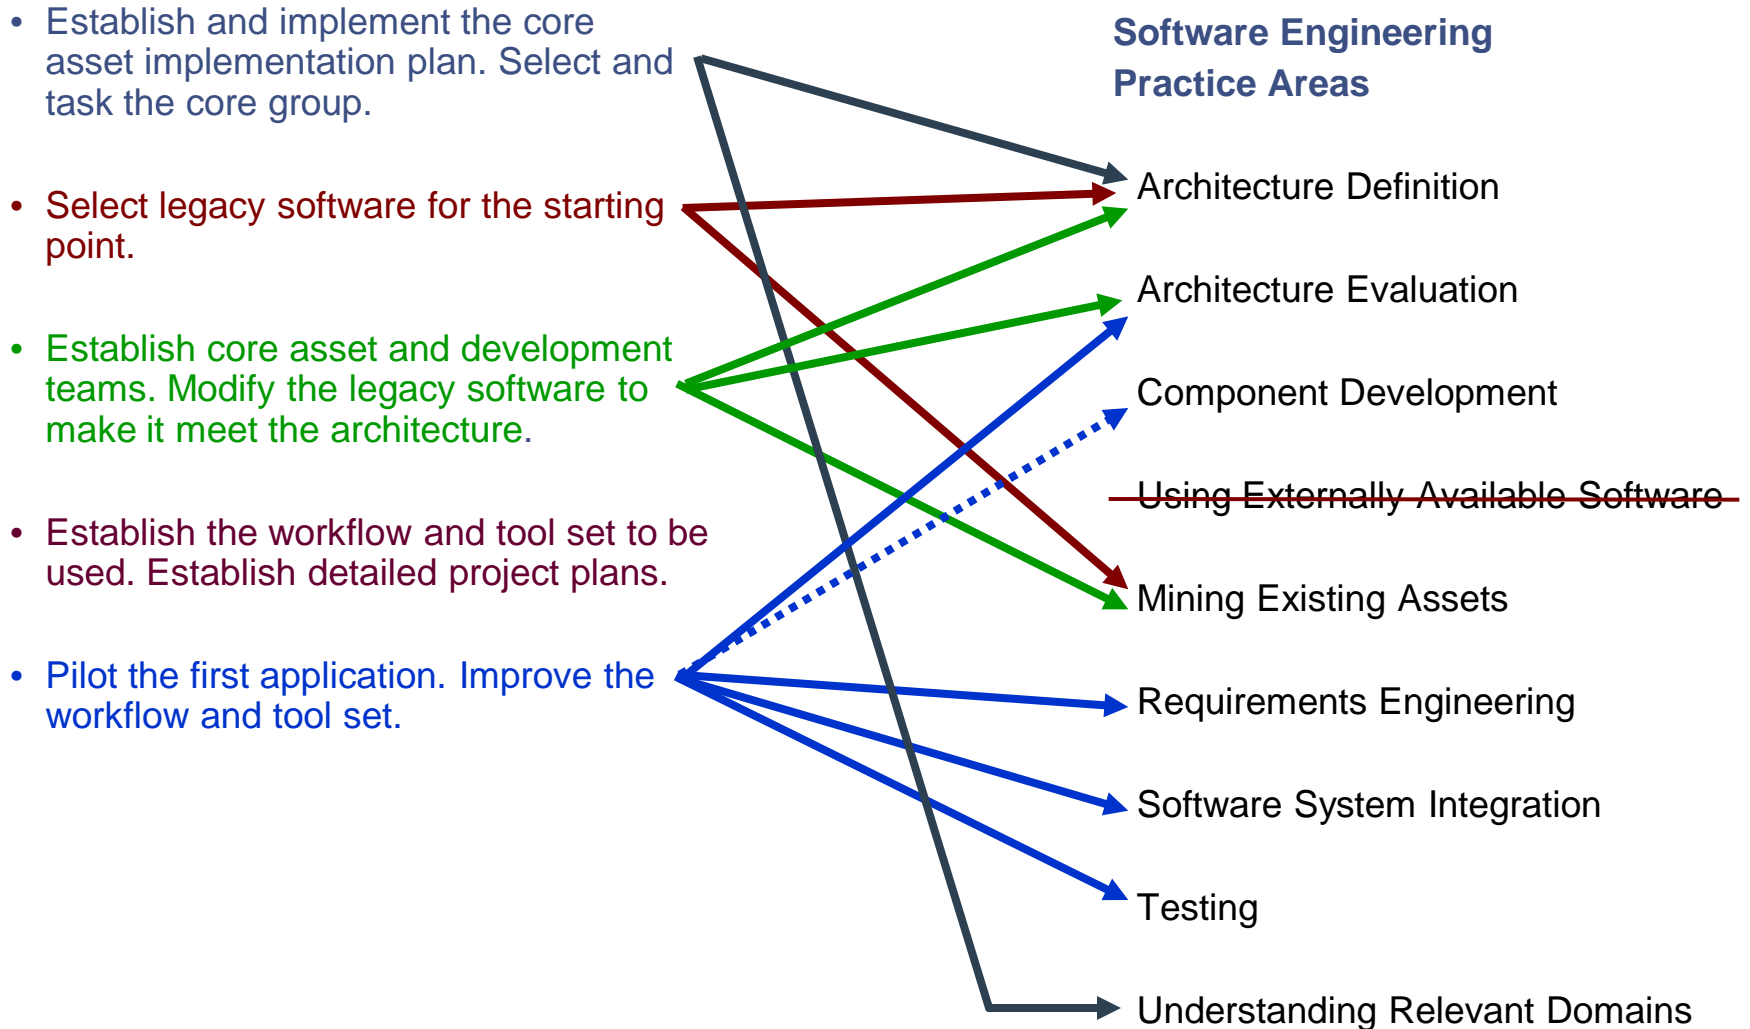 • Establish and implement the core
asset implementation plan. Select and
task the core group.
• Select legacy software for the starting
point.
• Establish core asset and development
teams. Modify the legacy software to
make it meet the architecture.
• Establish the workflow and tool set to be
used. Establish detailed project plans.
• Pilot the first application. Improve the
workflow and tool set.
Software Engineering
Practice Areas
Architecture Definition
Architecture Evaluation
Component Development
Using Externally Available Software
Mining Existing Assets
Requirements Engineering
Software System Integration
Testing
Understanding Relevant Domains